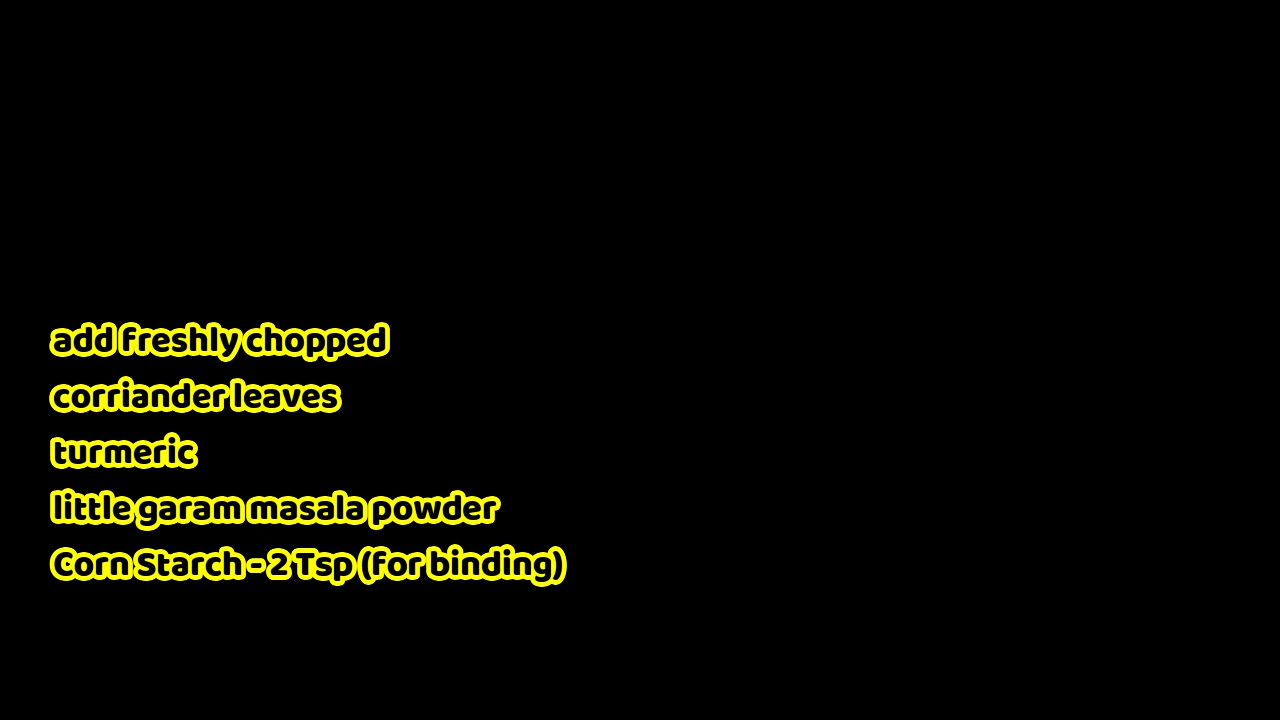 add freshly chopped
corriander leaves
turmeric
little garam masala powder
Corn Starch - 2 Tsp (for binding)